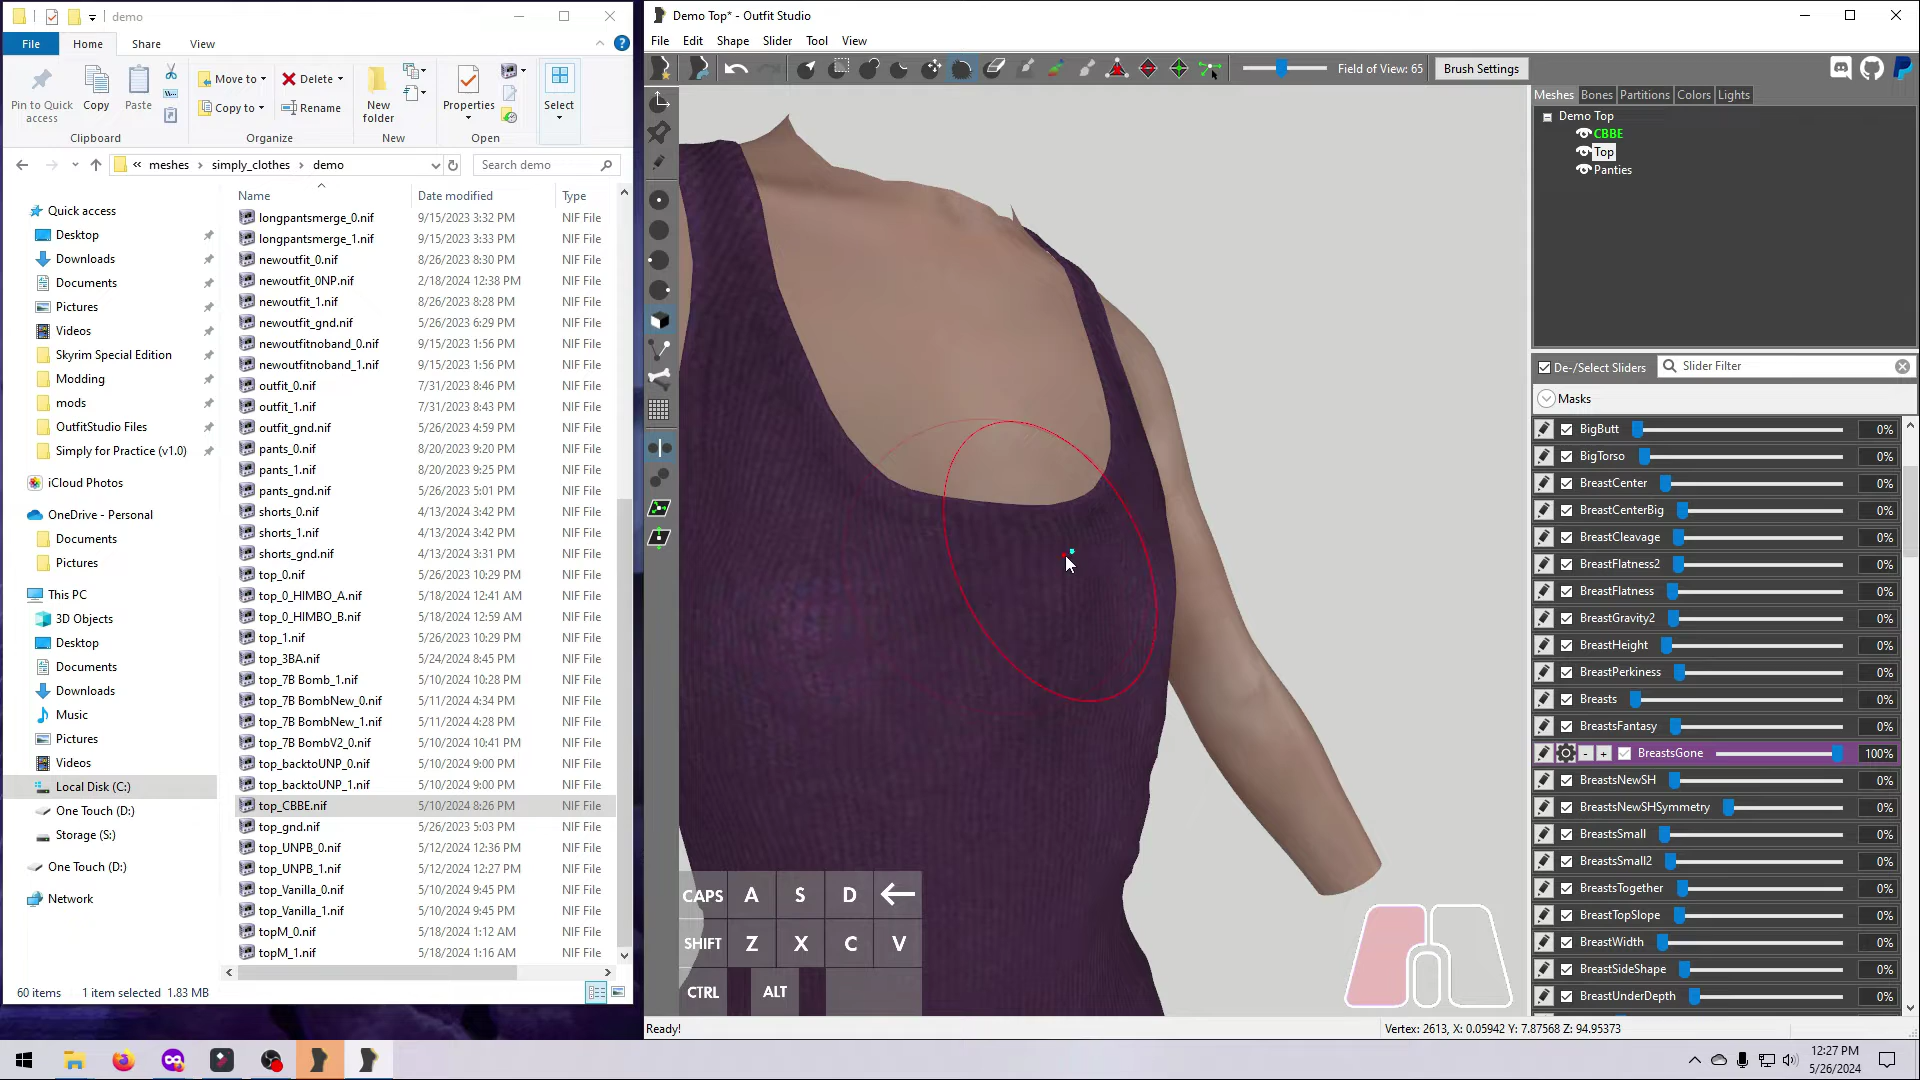 demo
File
Home
Share
View
Pin to Quick access
Copy
Paste
Move to
Copy to
Delete
Rename
New folder
Properties
Select
Clipboard
Organize
New
Open
« meshes > simply_clothes > demo
Search demo
Name
Date modified
Type
Quick access
Desktop
Downloads
Documents
Pictures
Videos
Skyrim Special Edition
Modding
mods
OutfitStudio Files
Simply for Practice (v1.0)
iCloud Photos
OneDrive - Personal
Documents
Pictures
This PC
3D Objects
Desktop
Documents
Downloads
Music
Pictures
Videos
Local Disk (C:)
One Touch (D:)
Storage (S:)
One Touch (D:)
Network
longpantsmerge_0.nif 9/15/2023 3:32 PM NIF File
longpantsmerge_1.nif 9/15/2023 3:33 PM NIF File
newoutfit_0.nif 8/26/2023 8:30 PM NIF File
newoutfit_0NP.nif 2/18/2024 12:38 PM NIF File
newoutfit_1.nif 8/26/2023 8:28 PM NIF File
newoutfit_gnd.nif 5/26/2023 6:29 PM NIF File
newoutfitnoband_0.nif 9/15/2023 1:56 PM NIF File
newoutfitnoband_1.nif 9/15/2023 1:56 PM NIF File
outfit_0.nif 7/31/2023 8:46 PM NIF File
outfit_1.nif 7/31/2023 8:43 PM NIF File
outfit_gnd.nif 5/26/2023 4:59 PM NIF File
pants_0.nif 8/20/2023 9:20 PM NIF File
pants_1.nif 8/20/2023 9:25 PM NIF File
pants_gnd.nif 5/26/2023 5:01 PM NIF File
shorts_0.nif 4/13/2023 3:42 PM NIF File
shorts_1.nif 4/13/2023 3:42 PM NIF File
shorts_gnd.nif 4/13/2023 3:31 PM NIF File
top_0.nif 5/26/2023 10:29 PM NIF File
top_0_HIMBO_A.nif 5/18/2024 12:41 AM NIF File
top_0_HIMBO_B.nif 5/18/2024 12:59 AM NIF File
top_1.nif 5/26/2023 10:29 PM NIF File
top_3BA.nif 5/24/2024 8:45 PM NIF File
top_7B Bomb_1.nif 5/10/2024 10:28 PM NIF File
top_7B BombNew_0.nif 5/11/2024 4:34 PM NIF File
top_7B BombNew_1.nif 5/11/2024 4:28 PM NIF File
top_7B BombV2_0.nif 5/10/2024 10:41 PM NIF File
top_backtoUNP_0.nif 5/10/2024 9:00 PM NIF File
top_backtoUNP_1.nif 5/10/2024 9:00 PM NIF File
top_CBBE.nif 5/10/2024 8:26 PM NIF File
top_gnd.nif 5/26/2023 5:03 PM NIF File
top_UNPB_0.nif 5/12/2024 12:36 PM NIF File
top_UNPB_1.nif 5/12/2024 12:27 PM NIF File
top_Vanilla_0.nif 5/10/2024 9:45 PM NIF File
top_Vanilla_1.nif 5/10/2024 9:45 PM NIF File
topM_0.nif 5/18/2024 1:12 AM NIF File
topM_1.nif 5/18/2024 1:16 AM NIF File
60 items 1 item selected 1.83 MB
Demo Top* - Outfit Studio
File Edit Shape Slider Tool View
Field of View: 65
Brush Settings
Meshes Bones Partitions Colors Lights
Demo Top
CBBE
Top
Panties
De-/Select Sliders
Slider Filter
Masks
BigButt 0%
BigTorso 0%
BreastCenter 0%
BreastCenterBig 0%
BreastCleavage 0%
BreastFlatness2 0%
BreastFlatness 0%
BreastGravity2 0%
BreastHeight 0%
BreastPerkiness 0%
Breasts 0%
BreastsFantasy 0%
- + BreastsGone 100%
BreastsNewSH 0%
BreastsNewSHSymmetry 0%
BreastsSmall 0%
BreastsSmall2 0%
BreastsTogether 0%
BreastTopSlope 0%
BreastWidth 0%
BreastSideShape 0%
BreastUnderDepth 0%
CAPS A S D ←
SHIFT Z X C V
CTRL ALT
Ready!
Vertex: 2613, X: 0.05942 Y: 7.87568 Z: 94.95373
12:27 PM
5/26/2024